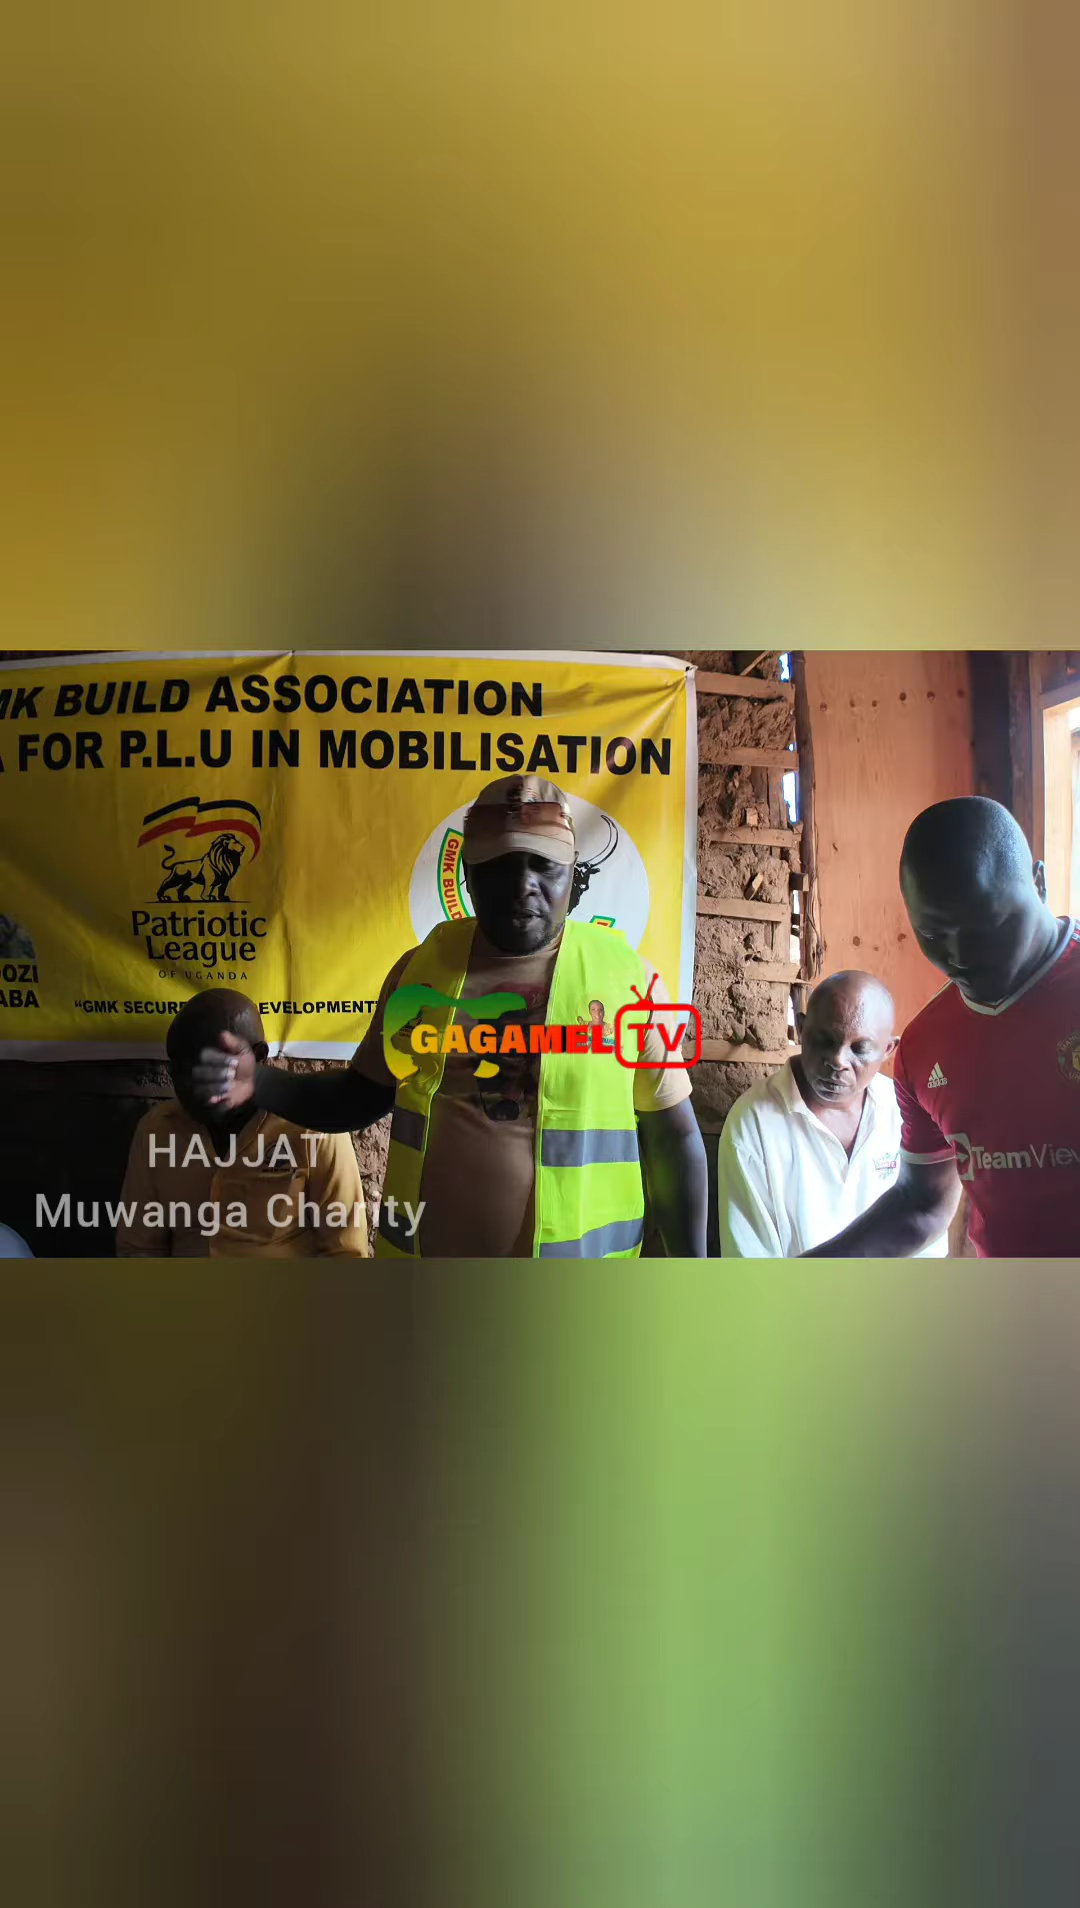 MK BUILD ASSOCIATION
FOR P.L.U IN MOBILISATION
GMK BUILD
Patriotic
League
OF UGANDA
OZI
ABA
"GMK SECURE EVELOPMENT"
GAGAMEL TV
TeamVie
HAJJAT
Muwanga Charity